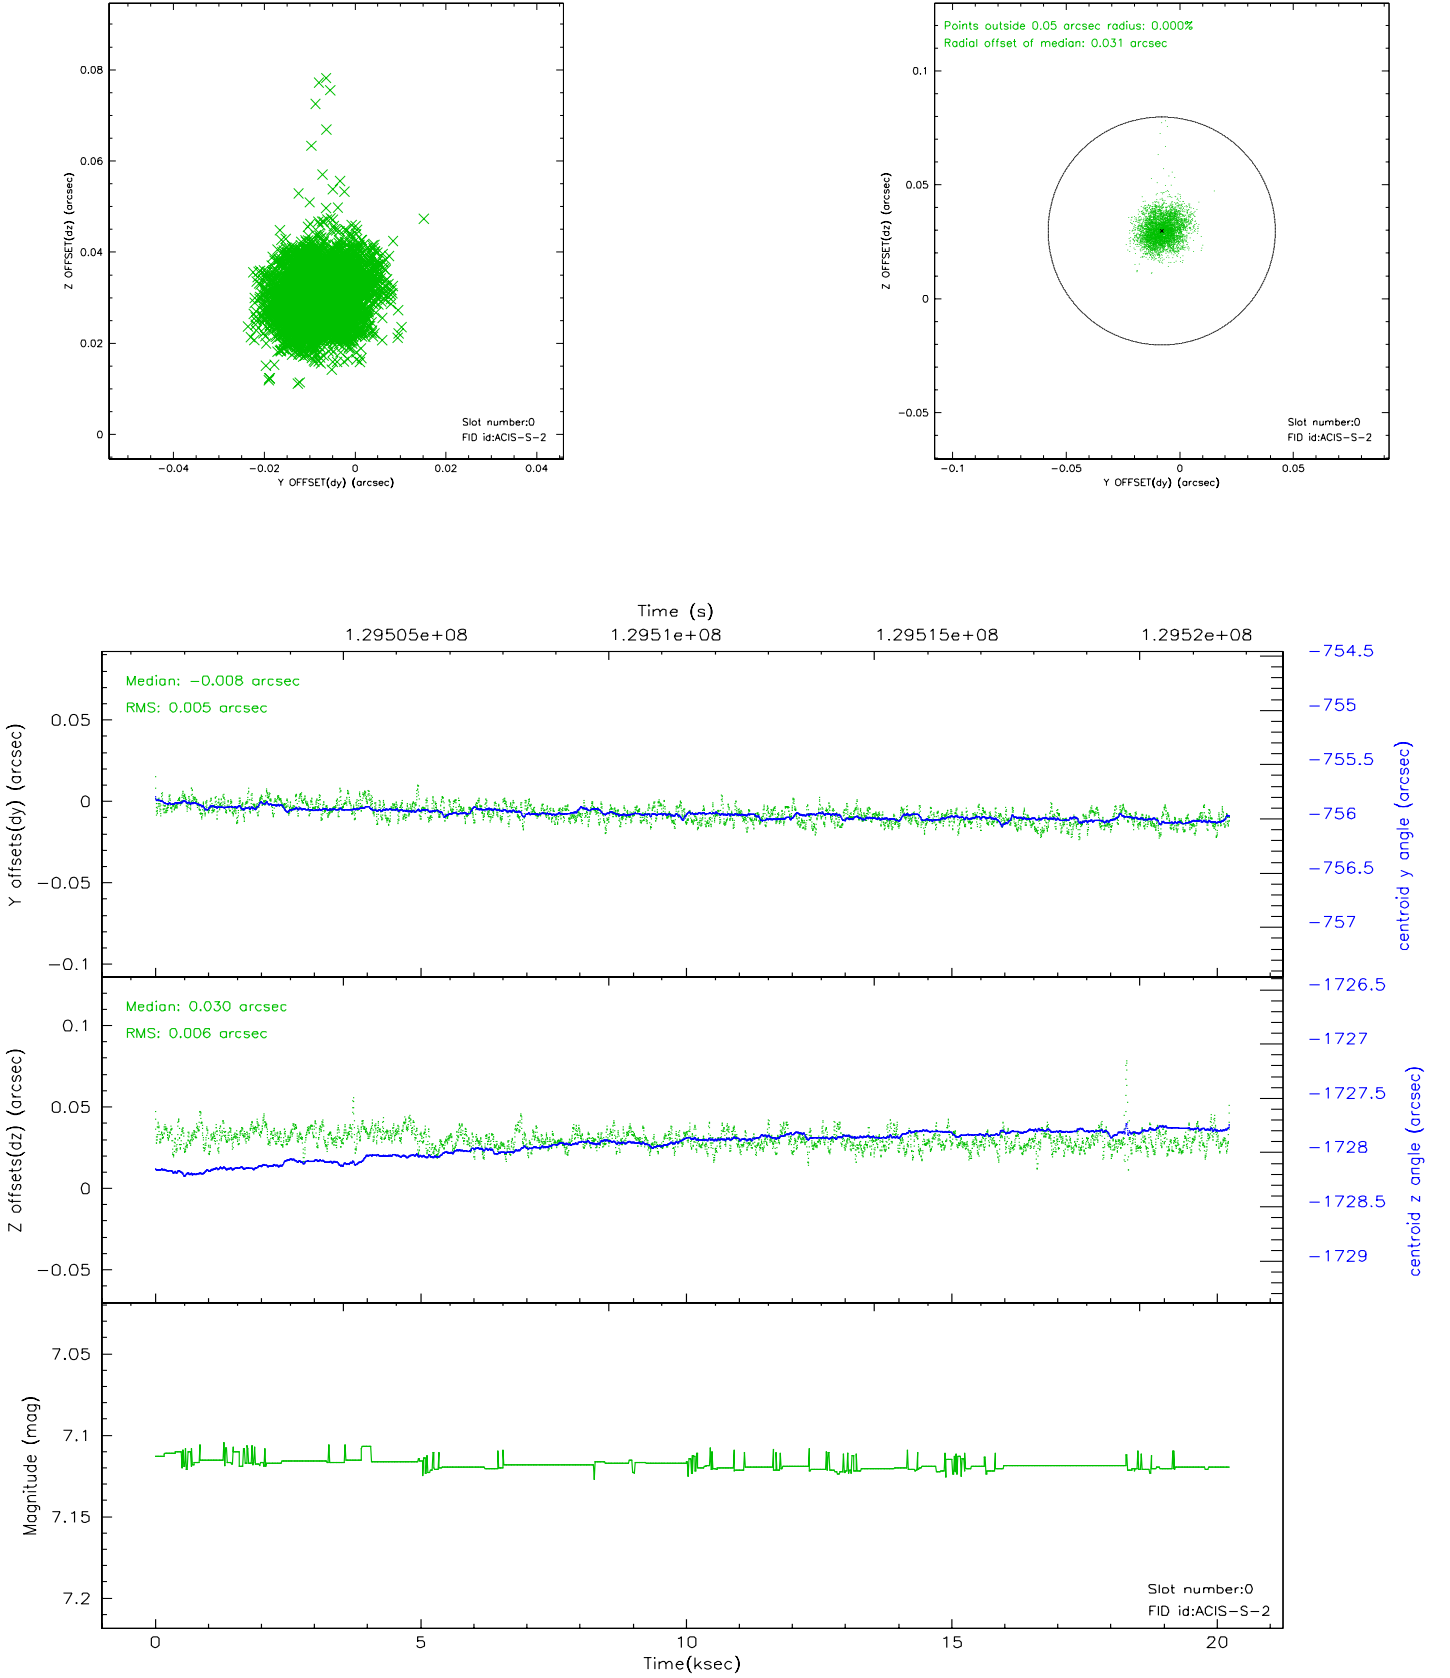 0.08
0.06
0.04
0.02
0
Z OFFSET(dz) (arcsec)
Slot number:0
FID id:ACIS-S-2
-0.04
-0.02
0
0.02
0.04
Y OFFSET(dy) (arcsec)
Points outside 0.05 arcsec radius: 0.000%
Radial offset of median: 0.031 arcsec
0.1
0.05
0
-0.05
Z OFFSET(dz) (arcsec)
Slot number:0
FID id:ACIS-S-2
-0.1
-0.05
0
0.05
Y OFFSET(dy) (arcsec)
Time (s)
1.29505e+08
1.2951e+08
1.29515e+08
1.2952e+08
Median: -0.008 arcsec
RMS: 0.005 arcsec
0.05
0
-0.05
-0.1
Y offsets(dy) (arcsec)
-754.5
-755
-755.5
-756
-756.5
-757
centroid y angle (arcsec)
Median: 0.030 arcsec
RMS: 0.006 arcsec
0.1
0.05
0
-0.05
Z offsets(dz) (arcsec)
-1726.5
-1727
-1727.5
-1728
-1728.5
-1729
centroid z angle (arcsec)
7.05
7.1
7.15
7.2
Magnitude (mag)
Slot number:0
FID id:ACIS-S-2
0
5
10
15
20
Time(ksec)